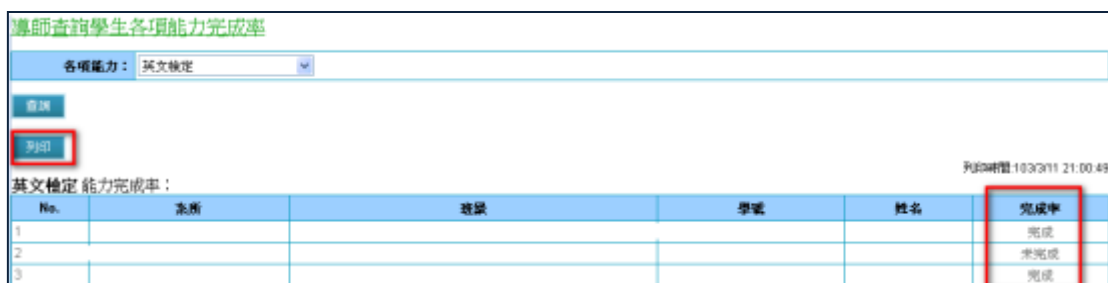 導師查詢學生各項能力完成率
各項能力： 英文檢定
查詢
列印
列印時間:103/3/11 21:00:49
英文檢定 能力完成率：
No. 系所 班級 學號 姓名 完成率
1 完成
2 未完成
3 完成